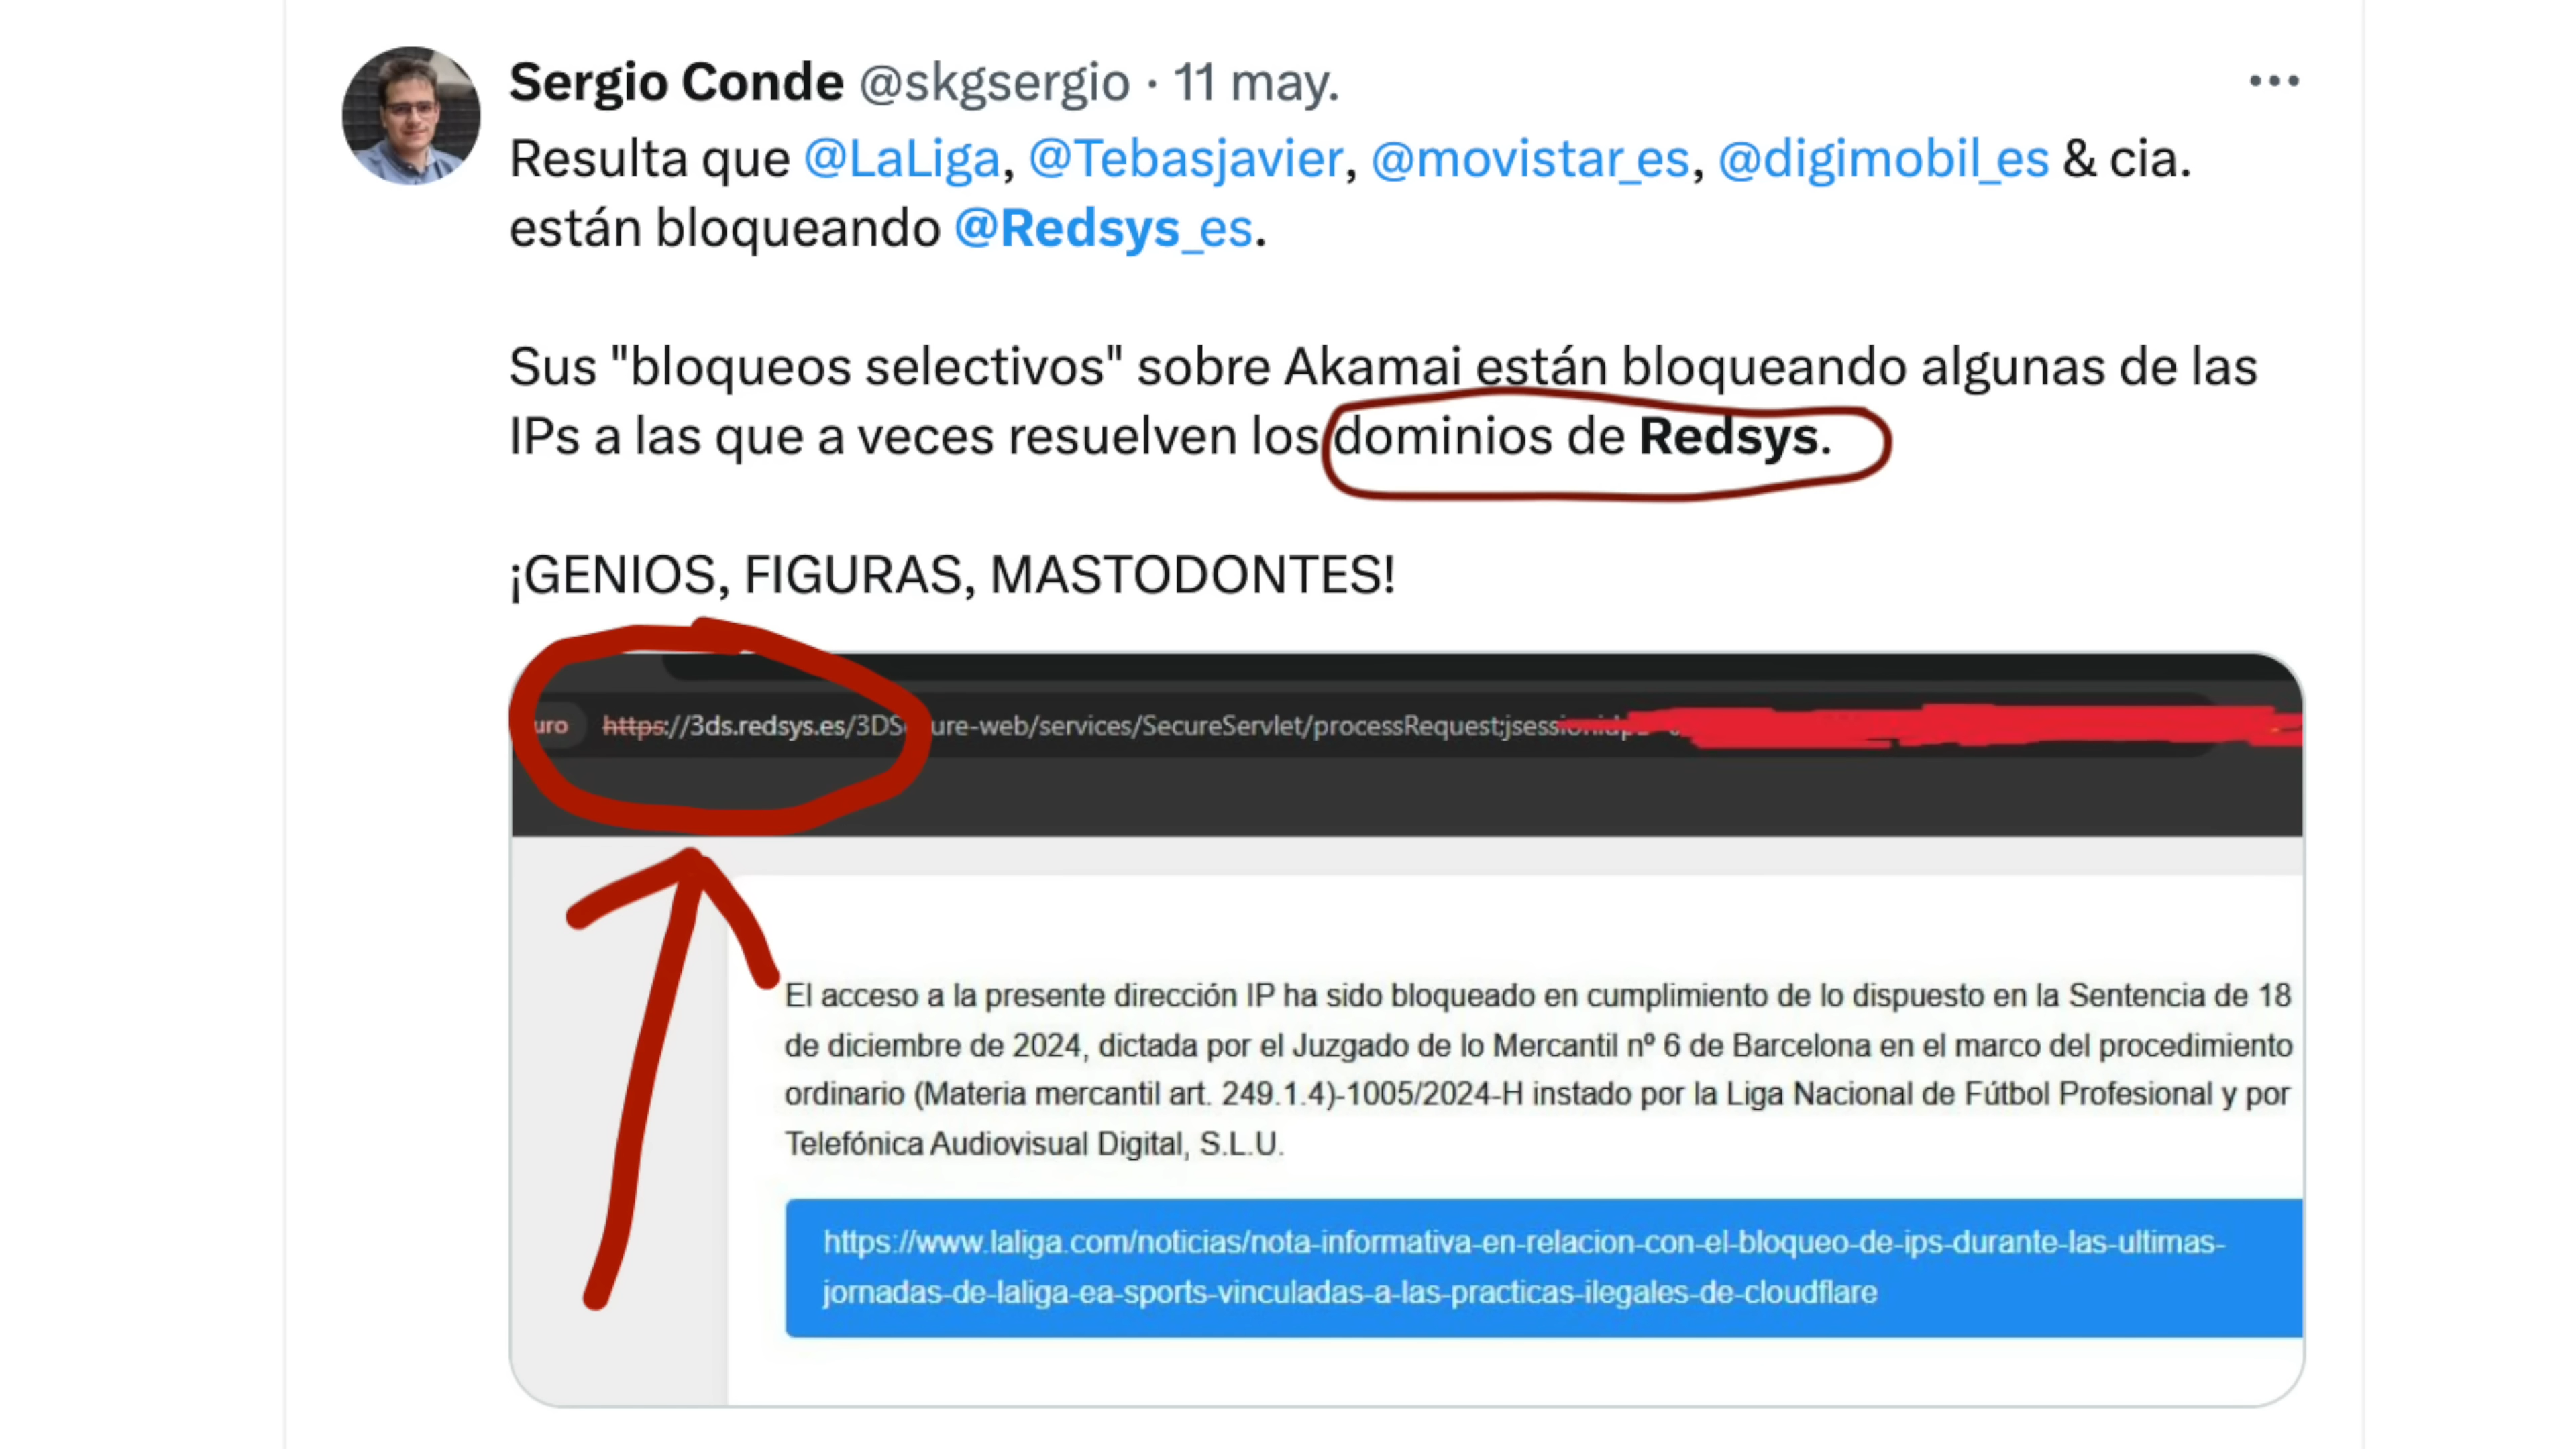 Sergio Conde @skgsergio · 11 may.
Resulta que @LaLiga, @Tebasjavier, @movistar_es, @digimobil_es & cia.
están bloqueando @Redsys_es.
Sus "bloqueos selectivos" sobre Akamai están bloqueando algunas de las
IPs a las que a veces resuelven los dominios de Redsys.
¡GENIOS, FIGURAS, MASTODONTES!
uro https://3ds.redsys.es/3DSecure-web/services/SecureServlet/processRequest;jsessionid
El acceso a la presente dirección IP ha sido bloqueado en cumplimiento de lo dispuesto en la Sentencia de 18
de diciembre de 2024, dictada por el Juzgado de lo Mercantil nº 6 de Barcelona en el marco del procedimiento
ordinario (Materia mercantil art. 249.1.4)-1005/2024-H instado por la Liga Nacional de Fútbol Profesional y por
Telefónica Audiovisual Digital, S.L.U.
https://www.laliga.com/noticias/nota-informativa-en-relacion-con-el-bloqueo-de-ips-durante-las-ultimas-
jornadas-de-laliga-ea-sports-vinculadas-a-las-practicas-ilegales-de-cloudflare